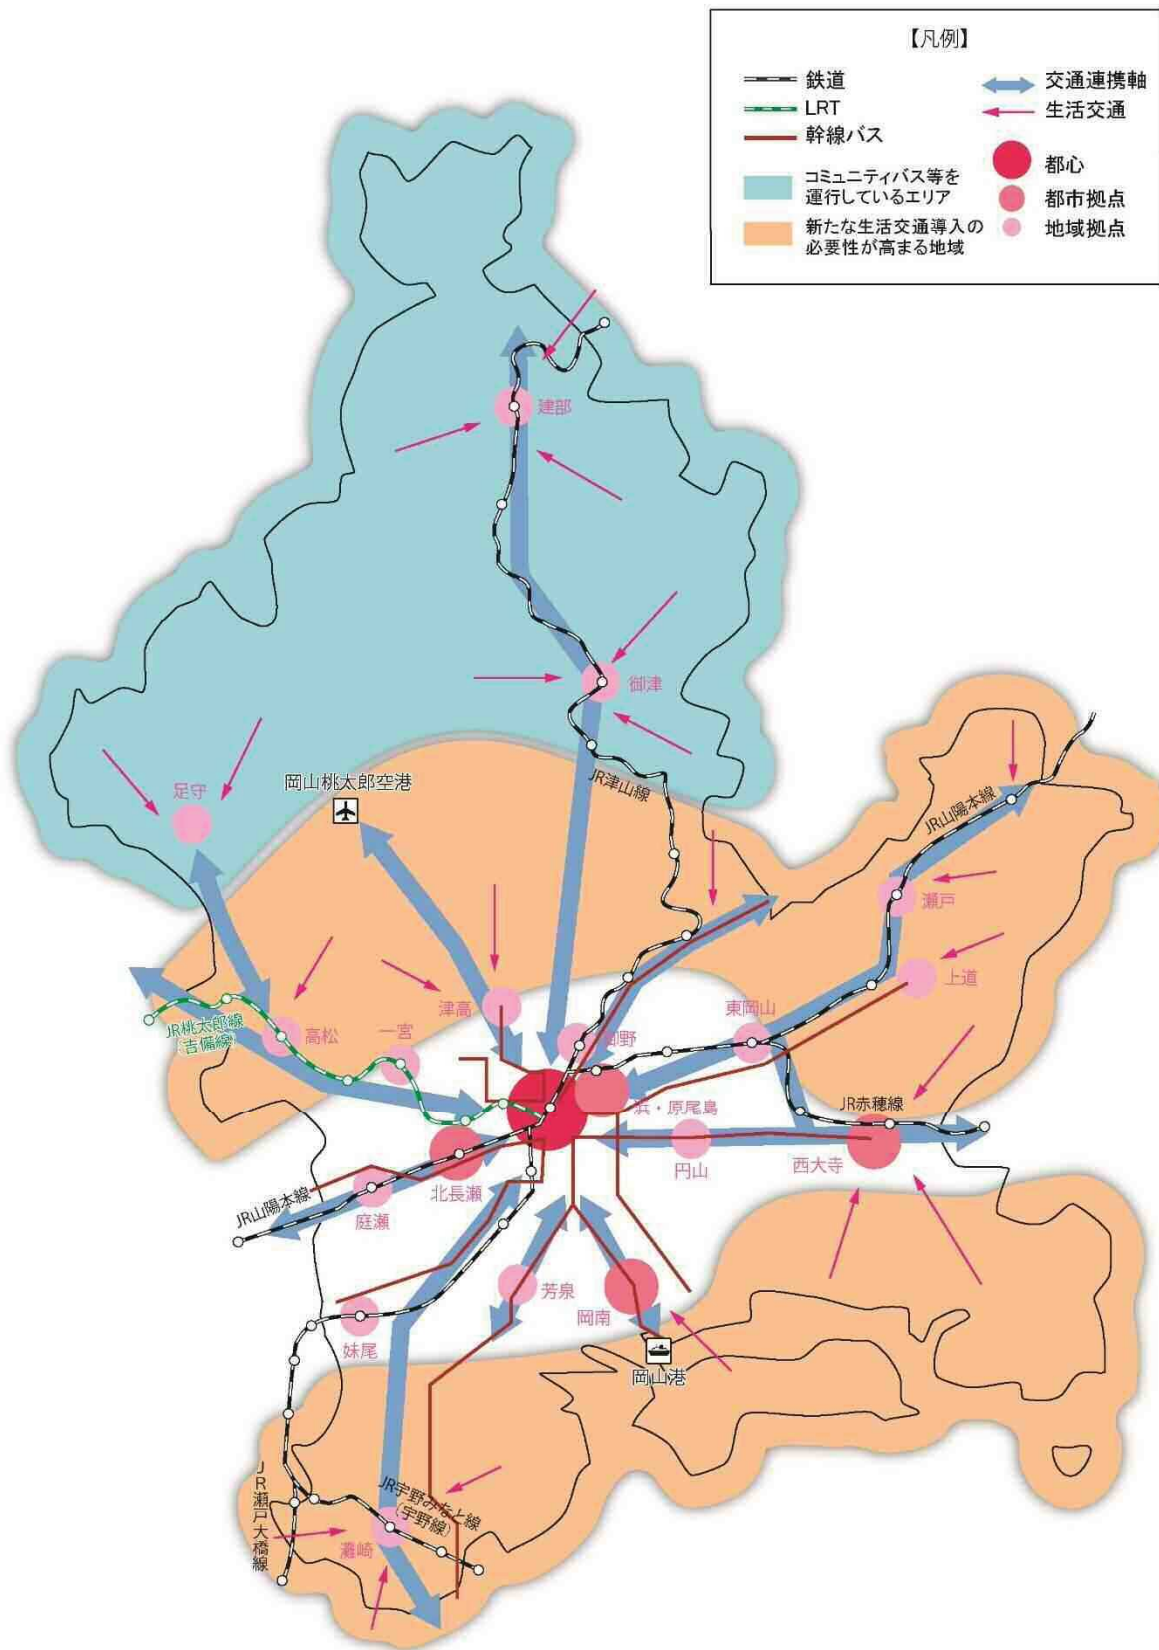 【凡例】
鉄道
LRT
幹線バス
コミュニティバス等を
運行しているエリア
新たな生活交通導入の
必要性が高まる地域
交通連携軸
生活交通
都心
都市拠点
地域拠点
建部
御津
足守
岡山桃太郎空港
JR津山線
JR山陽本線
瀬戸
上道
津高
東岡山
御野
高松
一宮
JR桃太郎線
(吉備線)
浜・原尾島
JR赤穂線
円山
西大寺
北長瀬
庭瀬
JR山陽本線
芳泉
岡南
妹尾
岡山港
JR瀬戸大橋線
JR宇野みなと線
(宇野線)
灘崎